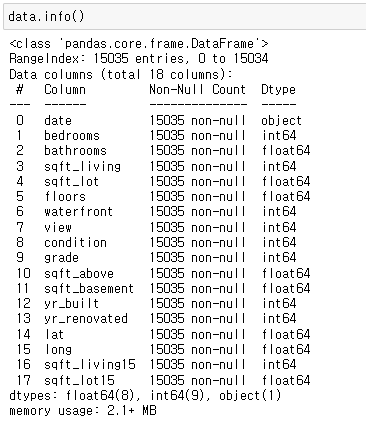 data.info()
<class 'pandas.core.frame.DataFrame'>
RangeIndex: 15035 entries, 0 to 15034
Data columns (total 18 columns):
 #   Column         Non-Null Count  Dtype
---  ------         --------------  -----
 0   date           15035 non-null  object
 1   bedrooms       15035 non-null  int64
 2   bathrooms      15035 non-null  float64
 3   sqft_living    15035 non-null  int64
 4   sqft_lot       15035 non-null  float64
 5   floors         15035 non-null  float64
 6   waterfront     15035 non-null  int64
 7   view           15035 non-null  int64
 8   condition      15035 non-null  int64
 9   grade          15035 non-null  int64
 10  sqft_above     15035 non-null  float64
 11  sqft_basement  15035 non-null  float64
 12  yr_built       15035 non-null  int64
 13  yr_renovated   15035 non-null  int64
 14  lat            15035 non-null  float64
 15  long           15035 non-null  float64
 16  sqft_living15  15035 non-null  int64
 17  sqft_lot15     15035 non-null  float64
dtypes: float64(8), int64(9), object(1)
memory usage: 2.1+ MB